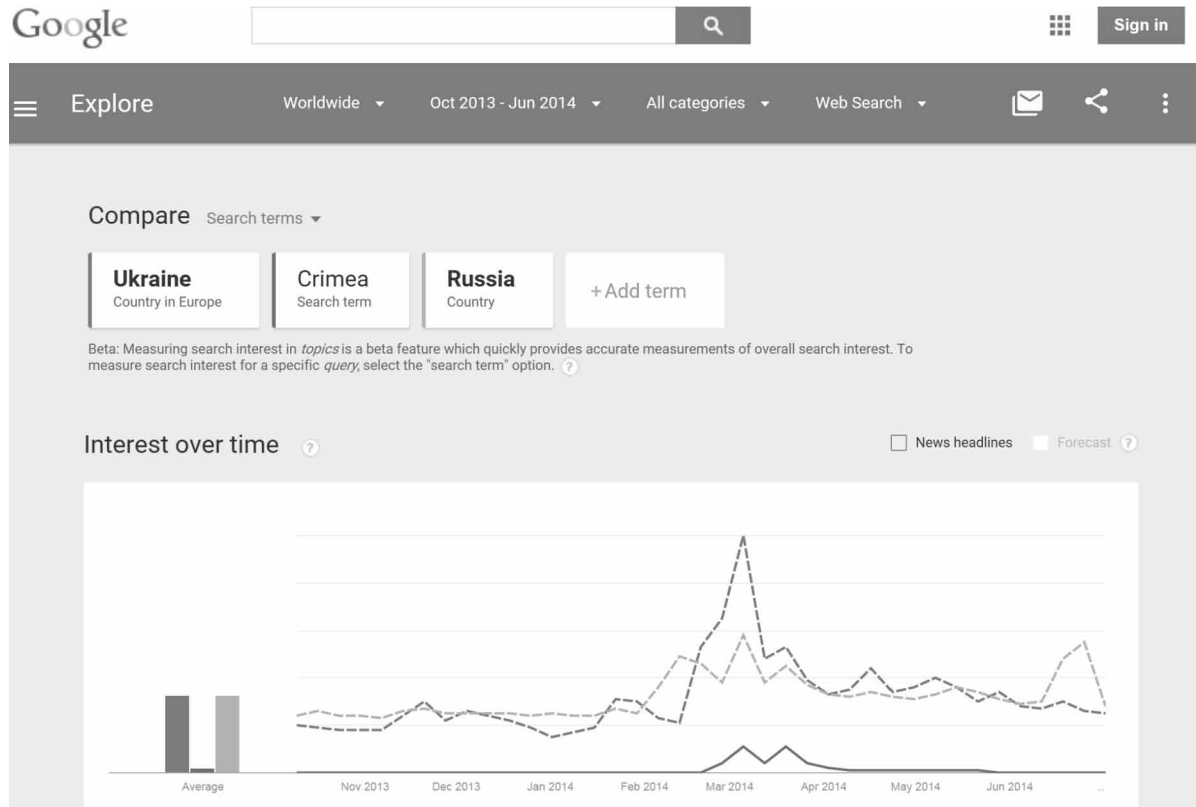 Google
Sign in
Explore Worldwide Oct 2013 - Jun 2014 All categories Web Search
Compare Search terms
Ukraine Crimea Russia +Add term
Country in Europe Search term Country
Beta: Measuring search interest in topics is a beta feature which quickly provides accurate measurements of overall search interest. To
measure search interest for a specific query, select the "search term" option. ?
Interest over time ? News headlines Forecast ?
Average Nov 2013 Dec 2013 Jan 2014 Feb 2014 Mar 2014 Apr 2014 May 2014 Jun 2014 ..